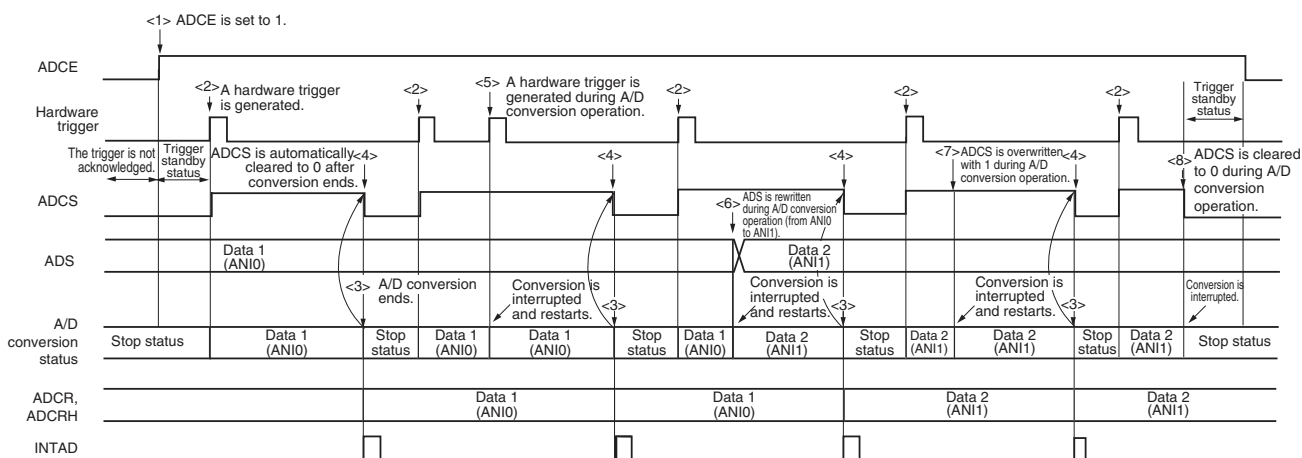 <1> ADCE is set to 1.
ADCE
<2> A hardware trigger
is generated.
<2>
<5> A hardware trigger is
generated during A/D
conversion operation.
<2>
<2>
<2>
Trigger
standby
status
Hardware
trigger
The trigger is not
acknowledged.
Trigger
standby
status
ADCS is automatically
cleared to 0 after
conversion ends.
<4>
<4>
<4>
<7> ADCS is overwritten
with 1 during A/D
conversion operation.
<4>
<8> ADCS is cleared
to 0 during A/D
conversion
operation.
ADCS
<6> ADS is rewritten
during A/D conversion
operation (from ANI0
to ANI1).
ADS
Data 1
(ANI0)
Data 2
(ANI1)
<3> A/D conversion
ends.
Conversion is
interrupted
and restarts.
<3>
Conversion is
interrupted
and restarts.
<3>
Conversion is
interrupted
and restarts.
<3>
Conversion is
interrupted.
A/D
conversion
status
Stop status
Data 1
(ANI0)
Stop
status
Data 1
(ANI0)
Data 1
(ANI0)
Stop
status
Data 1
(ANI0)
Data 2
(ANI1)
Stop
status
Data 2
(ANI1)
Data 2
(ANI1)
Stop
status
Data 2
(ANI1)
Stop status
ADCR,
ADCRH
Data 1
(ANI0)
Data 1
(ANI0)
Data 2
(ANI1)
Data 2
(ANI1)
INTAD